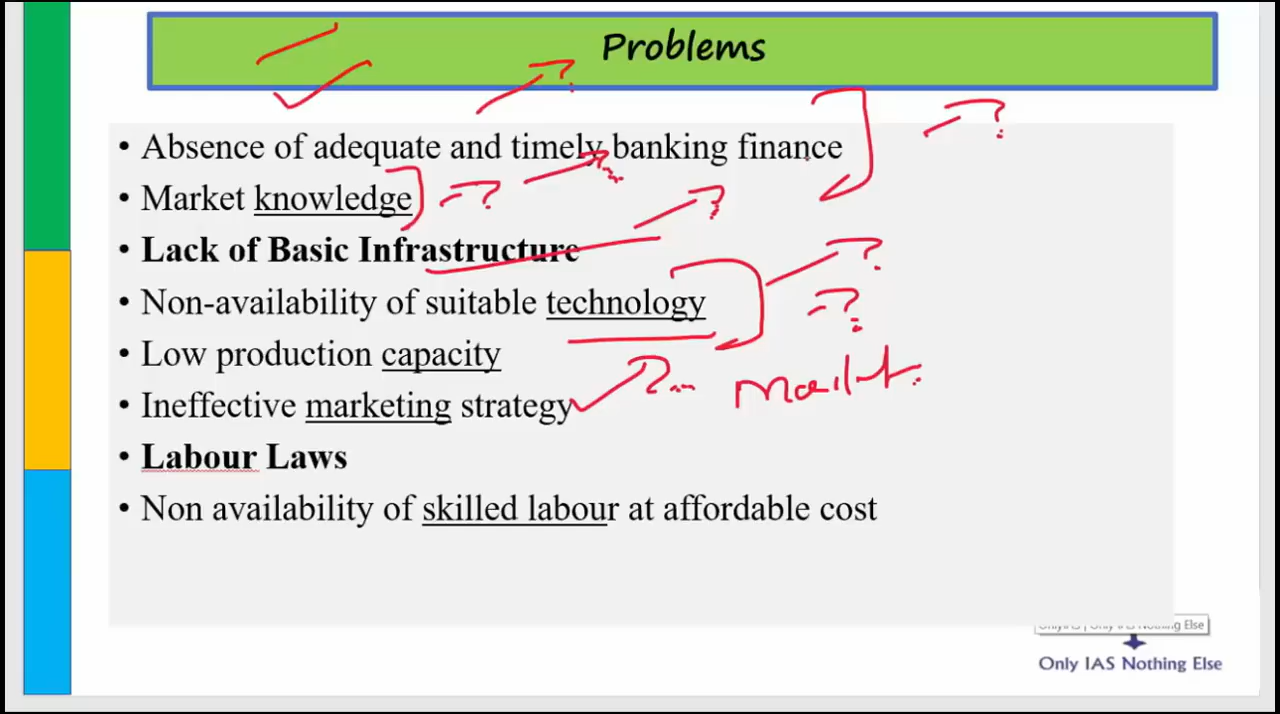 Problems
• Absence of adequate and timely banking finance
• Market knowledge
• Lack of Basic Infrastructure
• Non-availability of suitable technology
• Low production capacity
• Ineffective marketing strategy
• Labour Laws
• Non availability of skilled labour at affordable cost
Only IAS Nothing Else